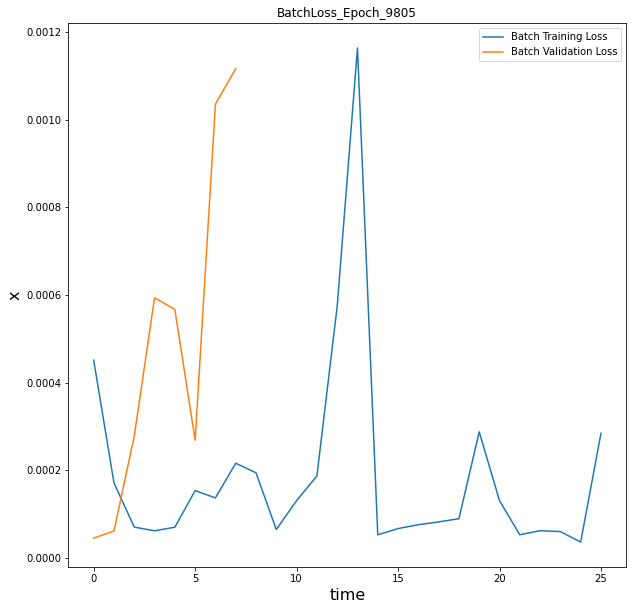 BatchLoss_Epoch_9805
Batch Training Loss
Batch Validation Loss
0.0012
0.0010
0.0008
0.0006
0.0004
0.0002
0.0000
x
0 5 10 15 20 25
time